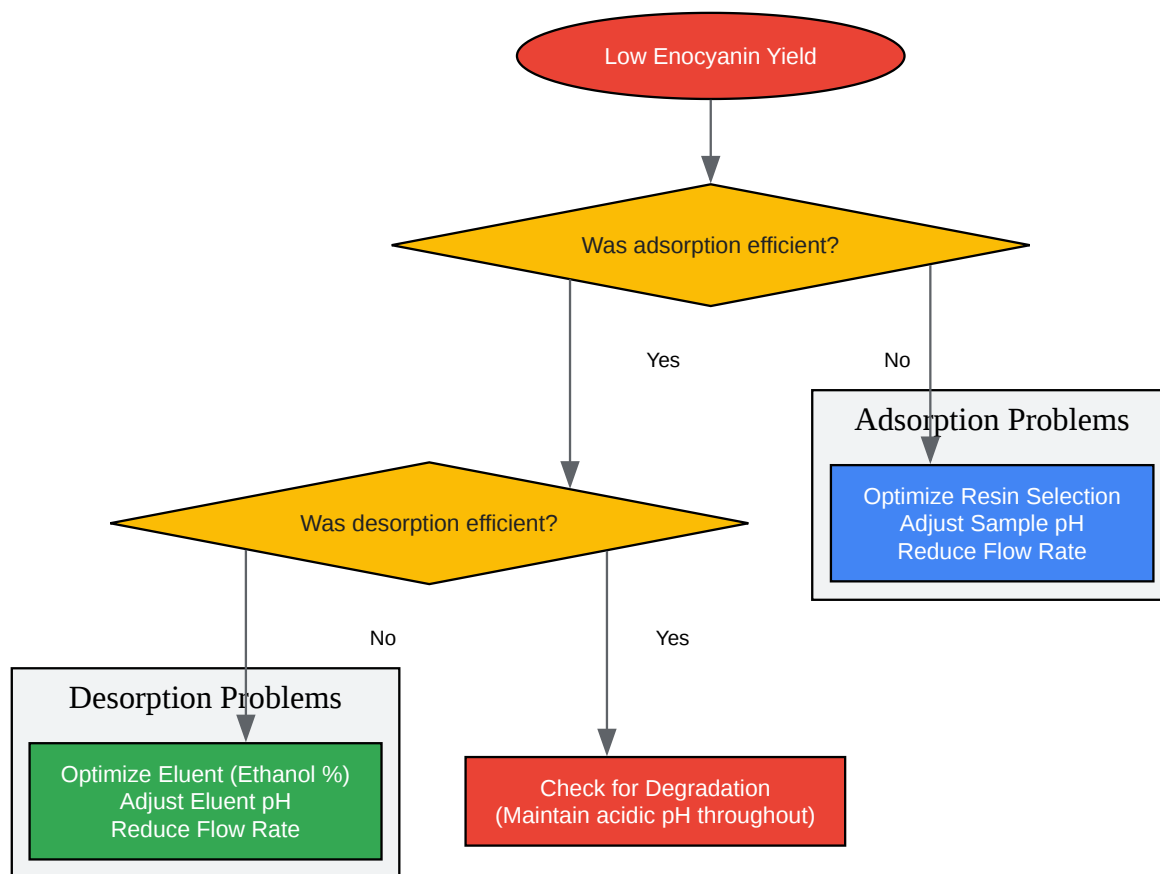 Low Enocyanin Yield
Was adsorption efficient?
Yes
No
Adsorption Problems
Optimize Resin Selection
Adjust Sample pH
Reduce Flow Rate
Was desorption efficient?
No
Yes
Desorption Problems
Optimize Eluent (Ethanol %)
Adjust Eluent pH
Reduce Flow Rate
Check for Degradation
(Maintain acidic pH throughout)